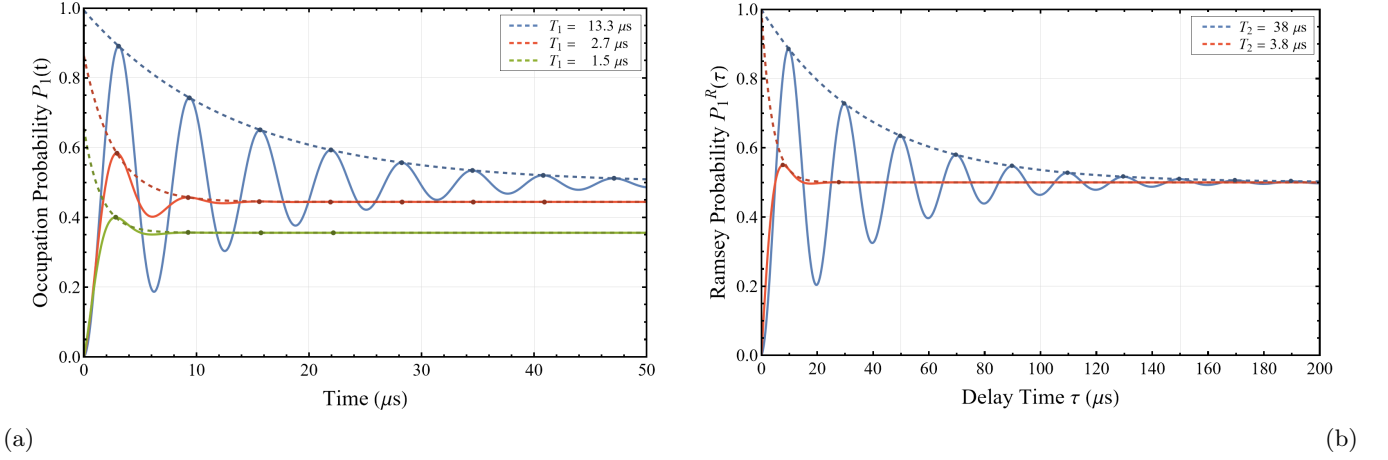 1.0
0.8
0.6
0.4
0.2
0.0
Occupation Probability P₁(t)
T₁ = 13.3 μs
T₁ = 2.7 μs
T₁ = 1.5 μs
0 10 20 30 40 50
Time (μs)
(a)
1.0
0.8
0.6
0.4
0.2
0.0
Ramsey Probability P₁ᴿ(τ)
T₂ = 38 μs
T₂ = 3.8 μs
0 20 40 60 80 100 120 140 160 180 200
Delay Time τ (μs)
(b)